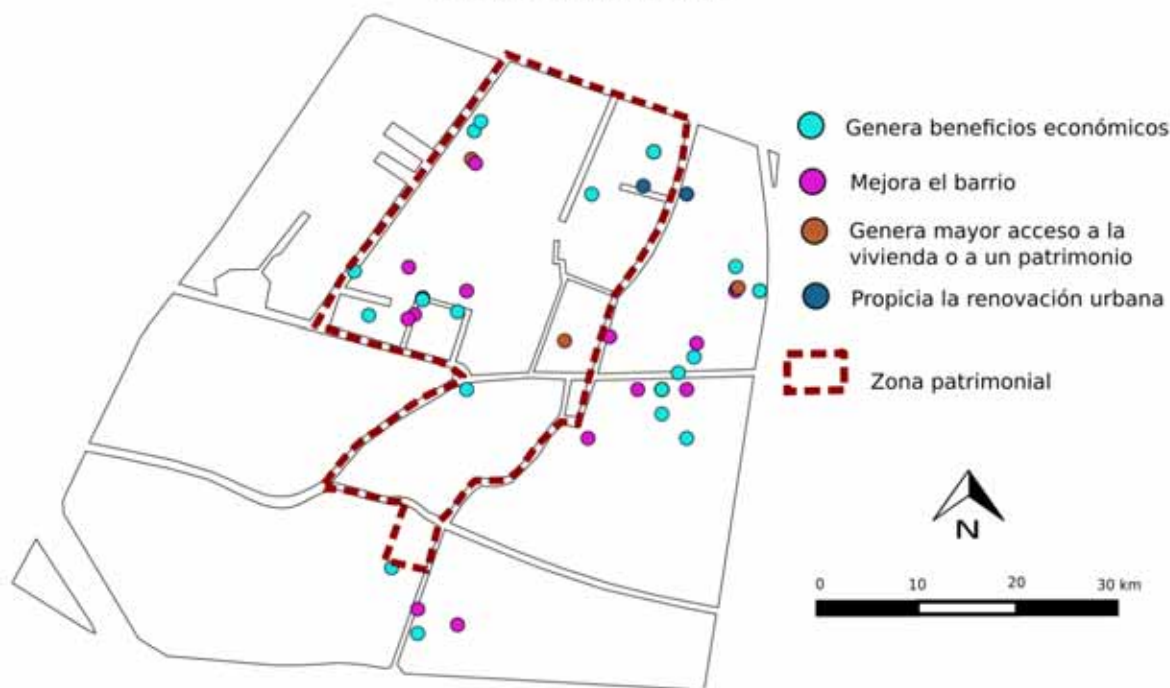 Genera beneficios económicos
Mejora el barrio
Genera mayor acceso a la
vivienda o a un patrimonio
Propicia la renovación urbana
Zona patrimonial
N
0 10 20 30 km